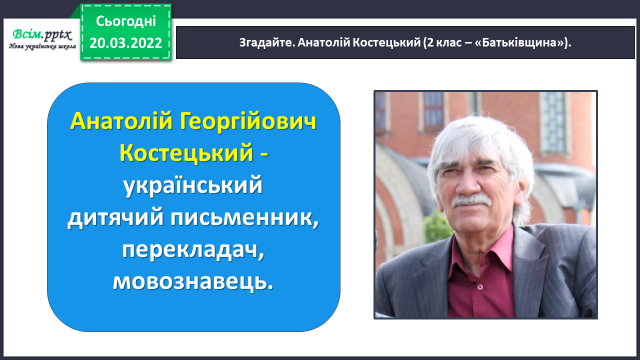 Всім.pptx
Нова українська школа
Сьогодні
20.03.2022
Згадайте. Анатолій Костецький (2 клас – «Батьківщина»).
Анатолій Георгійович
Костецький -
український
дитячий письменник,
перекладач,
мовознавець.